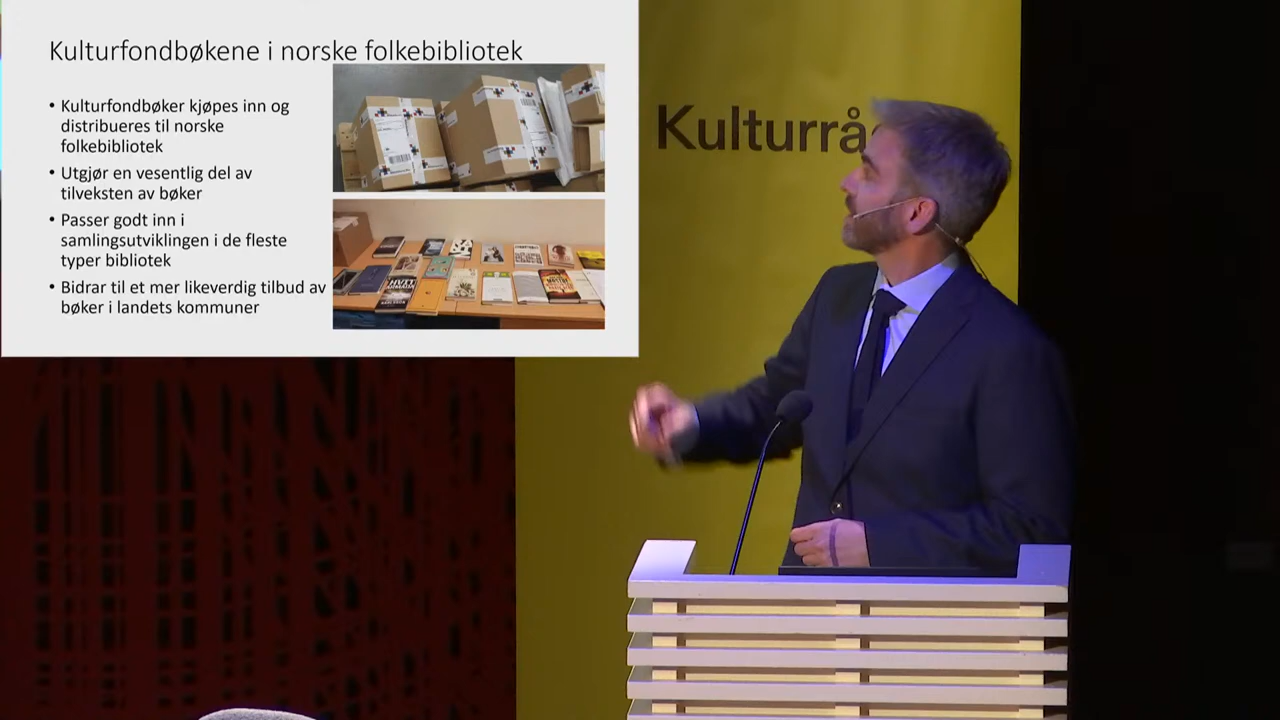 Kulturfondbøkene i norske folkebibliotek
• Kulturfondbøker kjøpes inn og
distribueres til norske
folkebibliotek
• Utgjør en vesentlig del av
tilveksten av bøker
• Passer godt inn i
samlingsutviklingen i de fleste
typer bibliotek
• Bidrar til et mer likeverdig tilbud av
bøker i landets kommuner
Kulturrå